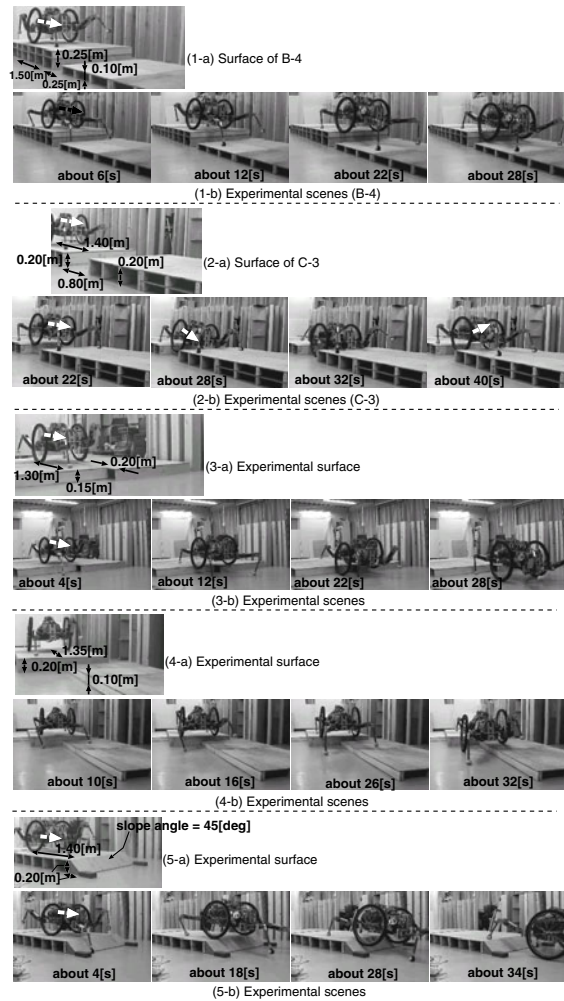 0.25[m]
0.10[m]
1.50[m]
0.25[m]
(1-a) Surface of B-4
about 6[s]
about 12[s]
about 22[s]
about 28[s]
(1-b) Experimental scenes (B-4)
1.40[m]
0.20[m]
0.20[m]
0.80[m]
(2-a) Surface of C-3
about 22[s]
about 28[s]
about 32[s]
about 40[s]
(2-b) Experimental scenes (C-3)
0.20[m]
1.30[m]
0.15[m]
(3-a) Experimental surface
about 4[s]
about 12[s]
about 22[s]
about 28[s]
(3-b) Experimental scenes
1.35[m]
0.20[m]
0.10[m]
(4-a) Experimental surface
about 10[s]
about 16[s]
about 26[s]
about 32[s]
(4-b) Experimental scenes
slope angle = 45[deg]
1.40[m]
0.20[m]
(5-a) Experimental surface
about 4[s]
about 18[s]
about 28[s]
about 34[s]
(5-b) Experimental scenes